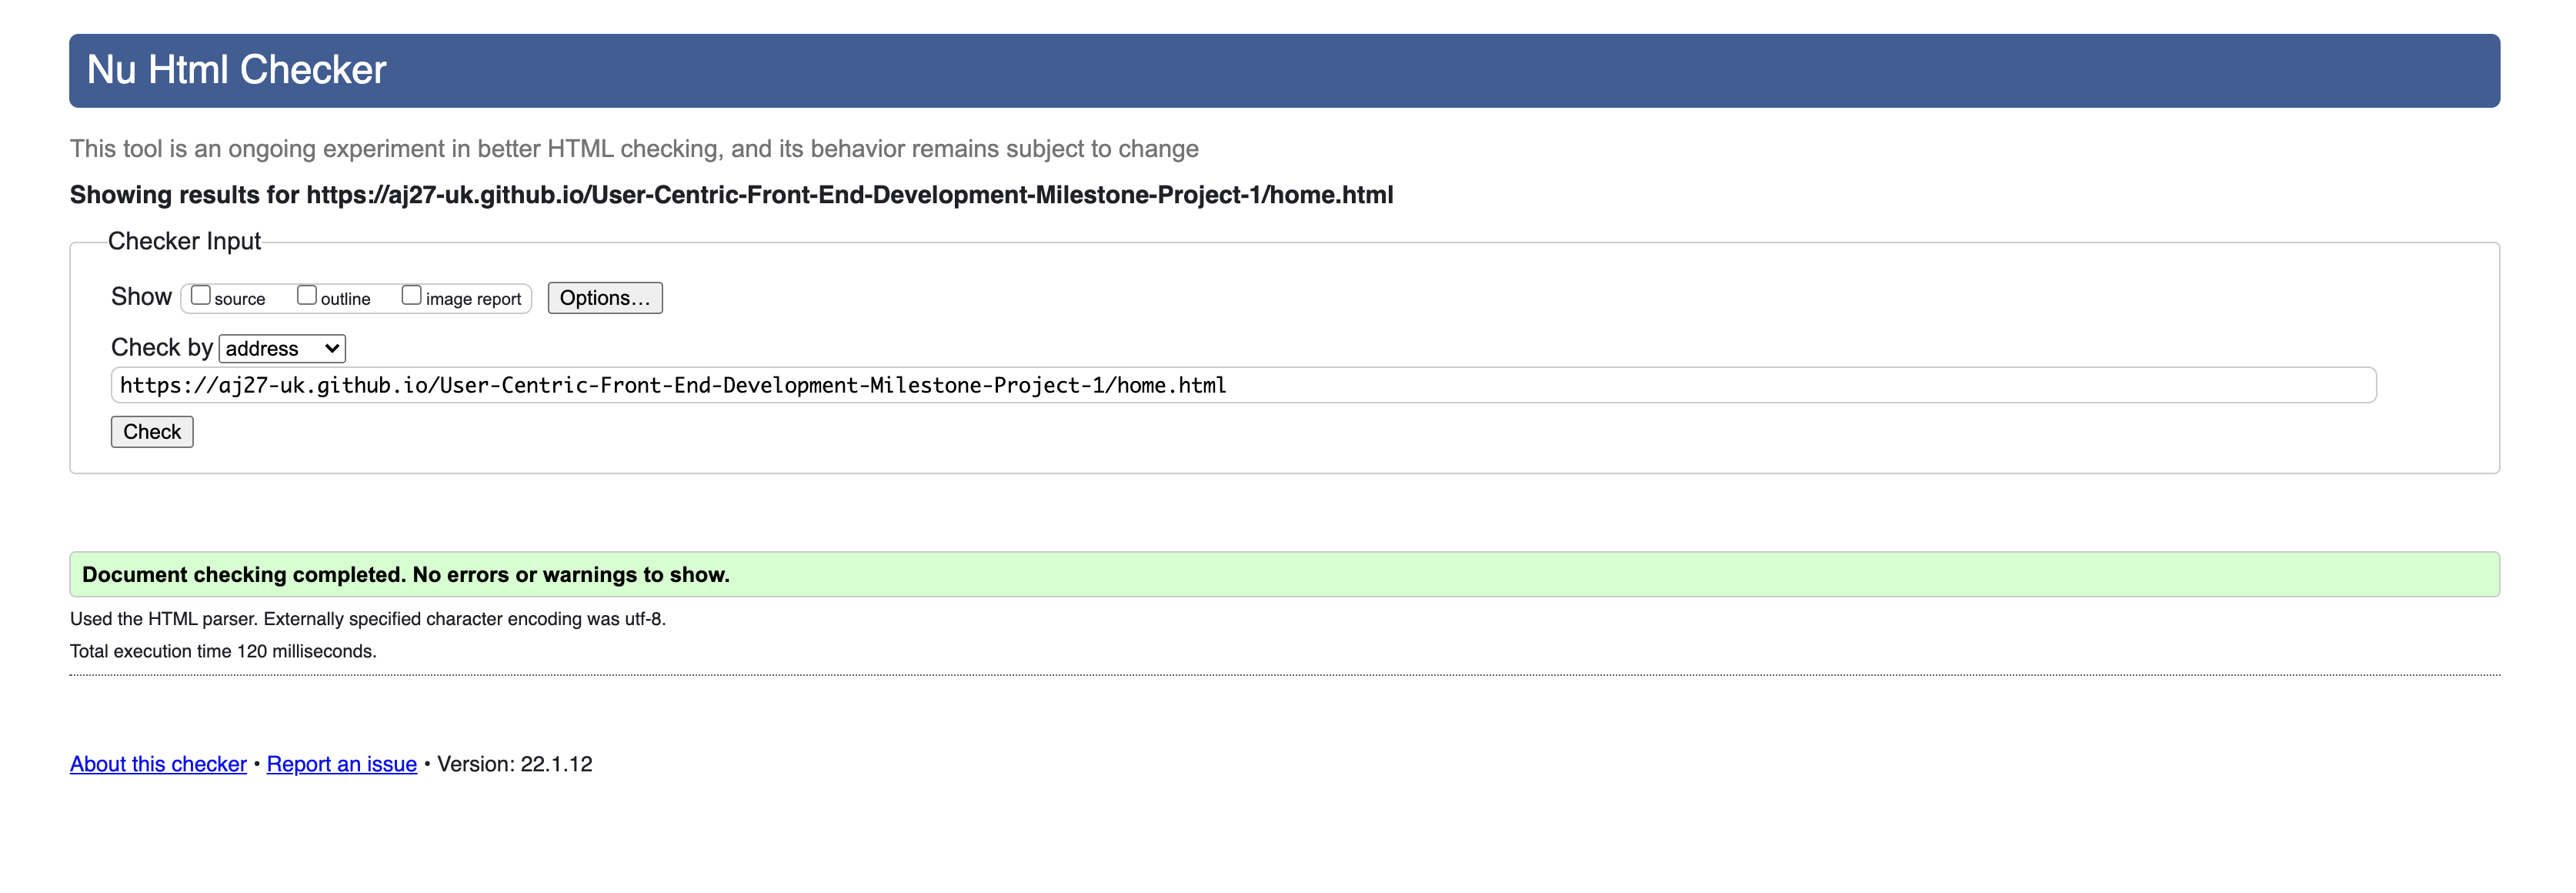 Nu Html Checker
This tool is an ongoing experiment in better HTML checking, and its behavior remains subject to change
Showing results for https://aj27-uk.github.io/User-Centric-Front-End-Development-Milestone-Project-1/home.html
Checker Input
Show source outline image report Options…
Check by address
https://aj27-uk.github.io/User-Centric-Front-End-Development-Milestone-Project-1/home.html
Check
Document checking completed. No errors or warnings to show.
Used the HTML parser. Externally specified character encoding was utf-8.
Total execution time 120 milliseconds.
About this checker • Report an issue • Version: 22.1.12